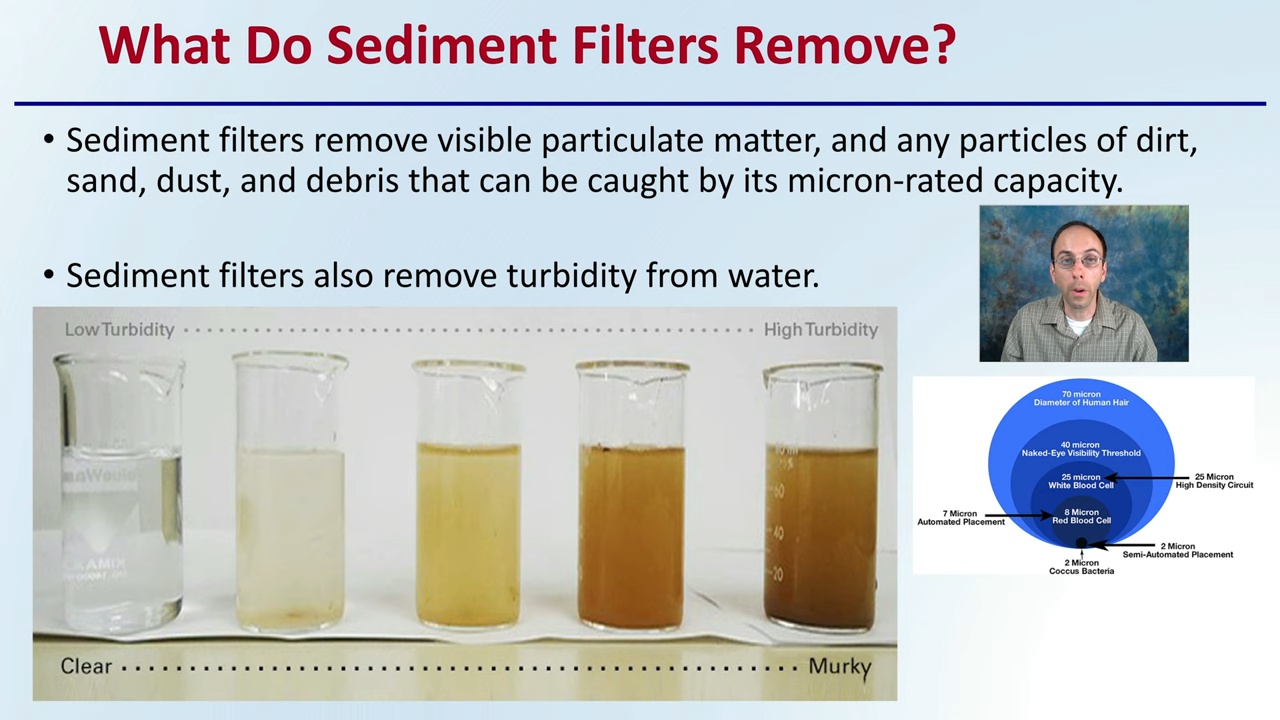 What Do Sediment Filters Remove?
• Sediment filters remove visible particulate matter, and any particles of dirt,
sand, dust, and debris that can be caught by its micron-rated capacity.
• Sediment filters also remove turbidity from water.
Low Turbidity
High Turbidity
60
40
20
Clear
Murky
70 micron
Diameter of Human Hair
40 micron
Naked-Eye Visibility Threshold
25 micron
White Blood Cell
25 Micron
High Density Circuit
7 Micron
Automated Placement
8 Micron
Red Blood Cell
2 Micron
Semi-Automated Placement
2 Micron
Coccus Bacteria